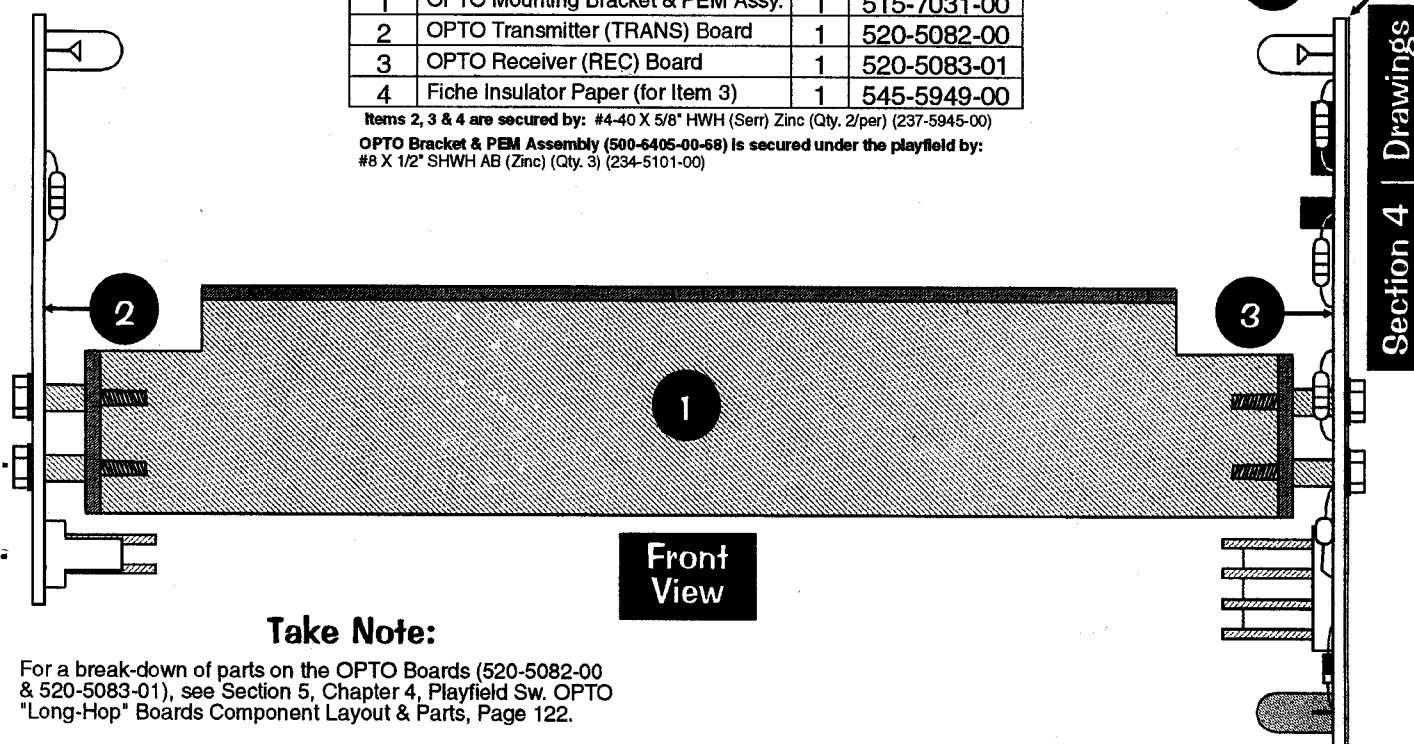 1 OPTO Mounting Bracket & PEM Assy. 1 515-7031-00
2 OPTO Transmitter (TRANS) Board 1 520-5082-00
3 OPTO Receiver (REC) Board 1 520-5083-01
4 Fiche Insulator Paper (for Item 3) 1 545-5949-00
Items 2, 3 & 4 are secured by: #4-40 X 5/8" HWH (Serr) Zinc (Qty. 2/per) (237-5945-00)
OPTO Bracket & PEM Assembly (500-6405-00-68) is secured under the playfield by:
#8 X 1/2" SHWH AB (Zinc) (Qty. 3) (234-5101-00)
Section 4 | Drawings
2
3
1
Front
View
Take Note:
For a break-down of parts on the OPTO Boards (520-5082-00
& 520-5083-01), see Section 5, Chapter 4, Playfield Sw. OPTO
"Long-Hop" Boards Component Layout & Parts, Page 122.